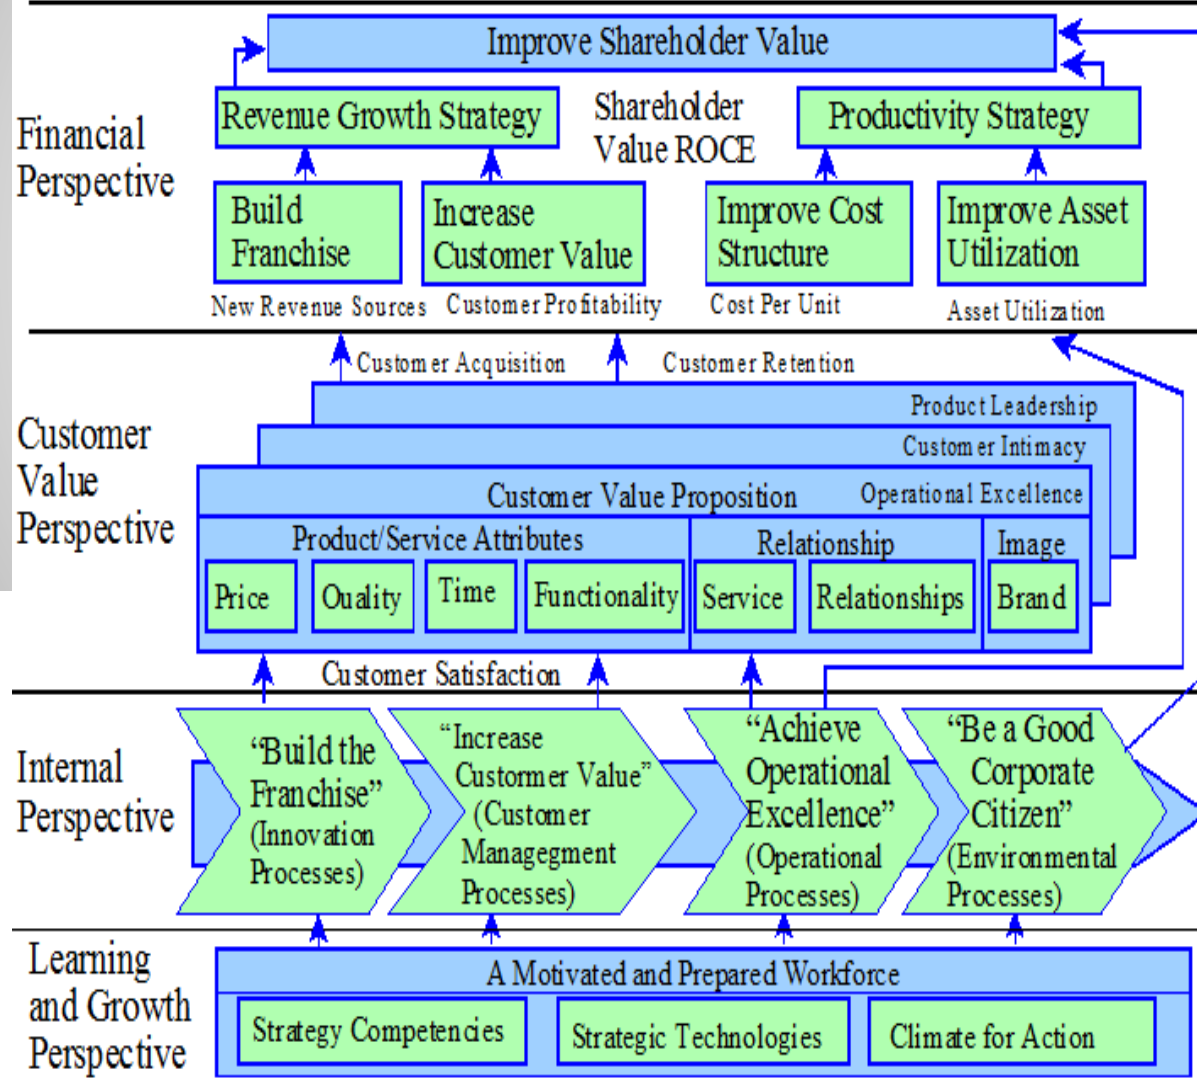 Improve Shareholder Value
Financial
Perspective
Revenue Growth Strategy
Shareholder
Value ROCE
Productivity Strategy
Build
Franchise
Increase
Customer Value
Improve Cost
Structure
Improve Asset
Utilization
New Revenue Sources
Customer Profitability
Cost Per Unit
Asset Utilization
Customer Acquisition
Customer Retention
Customer
Value
Perspective
Product Leadership
Customer Intimacy
Customer Value Proposition
Operational Excellence
Product/Service Attributes
Relationship
Image
Price
Ouality
Time
Functionality
Service
Relationships
Brand
Customer Satisfaction
Internal
Perspective
“Build the
Franchise”
(Innovation
Processes)
“Increase
Custormer Value”
(Customer
Managegment
Processes)
“Achieve
Operational
Excellence”
(Operational
Processes)
“Be a Good
Corporate
Citizen”
(Environmental
Processes)
Learning
and Growth
Perspective
A Motivated and Prepared Workforce
Strategy Competencies
Strategic Technologies
Climate for Action